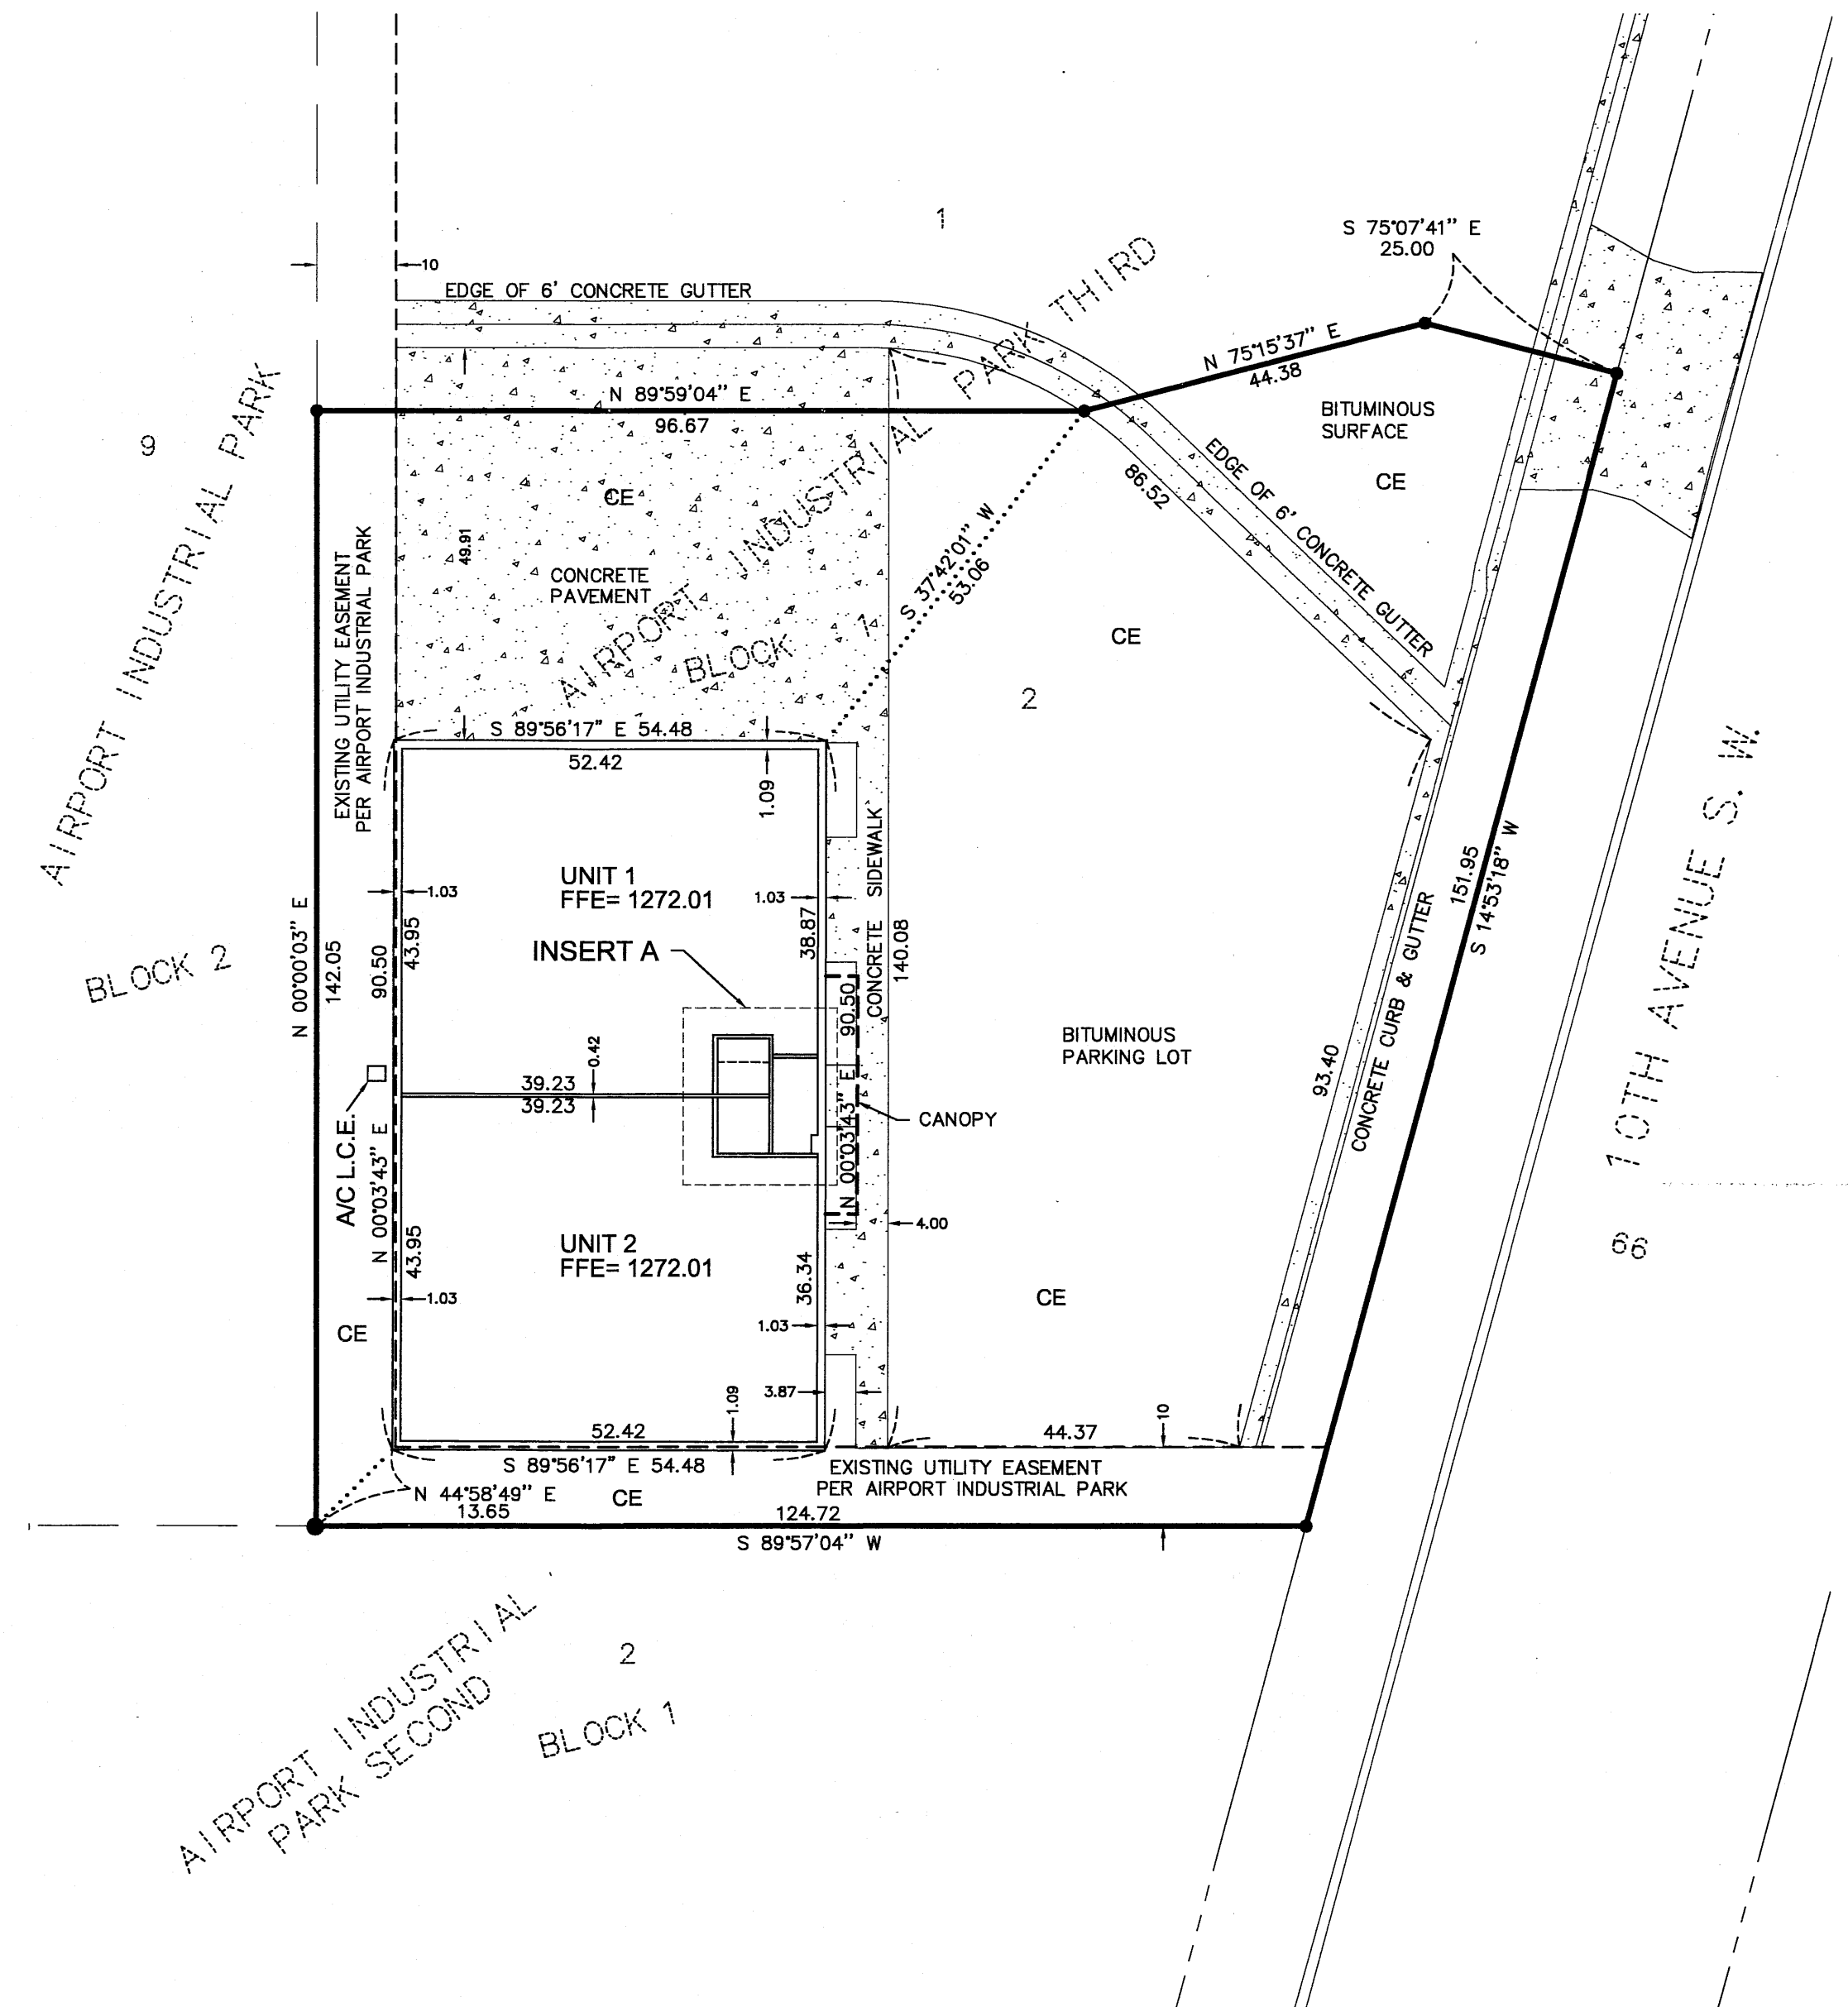 1
S 75°07'41" E
25.00
10
EDGE OF 6' CONCRETE GUTTER
AIRPORT INDUSTRIAL PARK THIRD
BLOCK 1
N 75°15'37" E
44.38
N 89°59'04" E
96.67
BITUMINOUS
SURFACE
CE
9
AIRPORT INDUSTRIAL PARK
BLOCK 2
CE
49.91
CONCRETE
PAVEMENT
86.52
EDGE OF 6' CONCRETE GUTTER
S 37°42'01" W
53.06
CE
2
EXISTING UTILITY EASEMENT
PER AIRPORT INDUSTRIAL PARK
S 89°56'17" E 54.48
52.42
1.09
UNIT 1
FFE= 1272.01
1.03
1.03
43.95
38.87
INSERT A
N 00°00'03" E
142.05
90.50
N 00°03'43" E
A/C L.C.E.
39.23
39.23
0.42
90.50
N 00°03'43" E
CONCRETE SIDEWALK
140.08
CANOPY
4.00
BITUMINOUS
PARKING LOT
93.40
CONCRETE CURB & GUTTER
151.95
S 14°53'18" W
10TH AVENUE S. W.
66
UNIT 2
FFE= 1272.01
43.95
36.34
1.03
1.03
CE
CE
3.87
1.09
52.42
S 89°56'17" E 54.48
44.37
10
EXISTING UTILITY EASEMENT
PER AIRPORT INDUSTRIAL PARK
N 44°58'49" E
13.65
CE
124.72
S 89°57'04" W
2
BLOCK 1
AIRPORT INDUSTRIAL
PARK SECOND